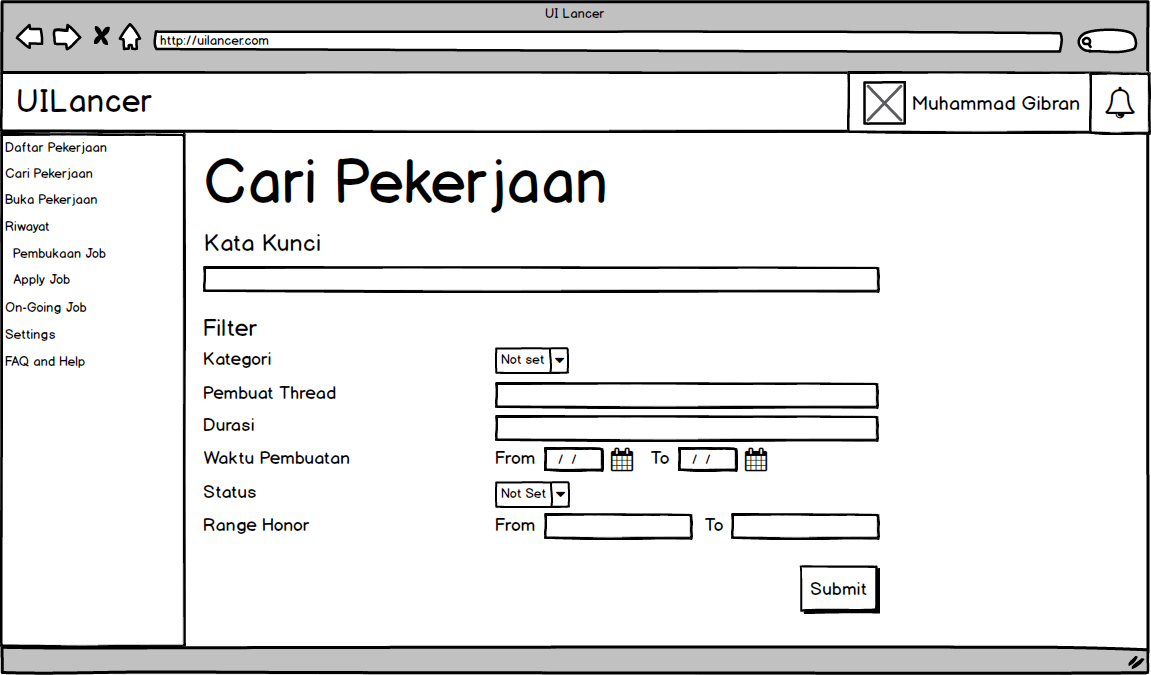 UI Lancer
http://uilancer.com
UILancer
Muhammad Gibran
Daftar Pekerjaan
Cari Pekerjaan
Buka Pekerjaan
Riwayat
Pembukaan Job
Apply Job
On-Going Job
Settings
FAQ and Help
Cari Pekerjaan
Kata Kunci
Filter
Kategori Not set
Pembuat Thread
Durasi
Waktu Pembuatan From / / To / /
Status Not Set
Range Honor From To
Submit